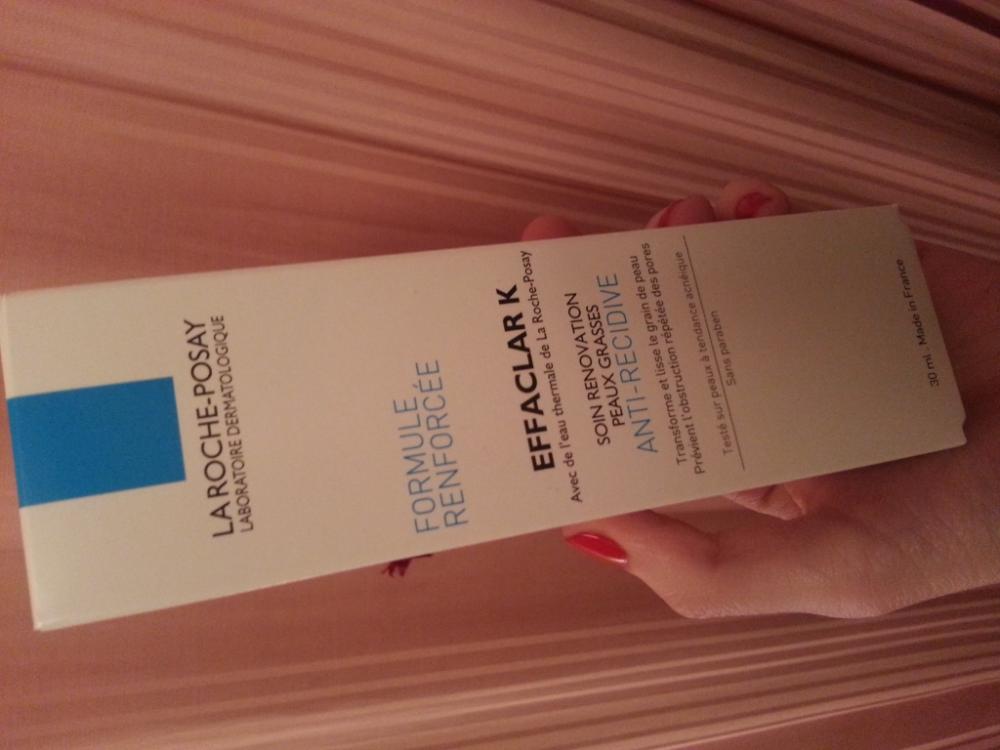 LA ROCHE-POSAY
LABORATOIRE DERMATOLOGIQUE
FORMULE
RENFORCÉE
EFFACLAR K
Avec de l'eau thermale de La Roche-Posay
SOIN RENOVATION
PEAUX GRASSES
ANTI-RECIDIVE
Transforme et lisse le grain de peau
Prévient l'obstruction répétée des pores
Testé sur peaux à tendance acnéique
Sans paraben
30 ml . Made in France